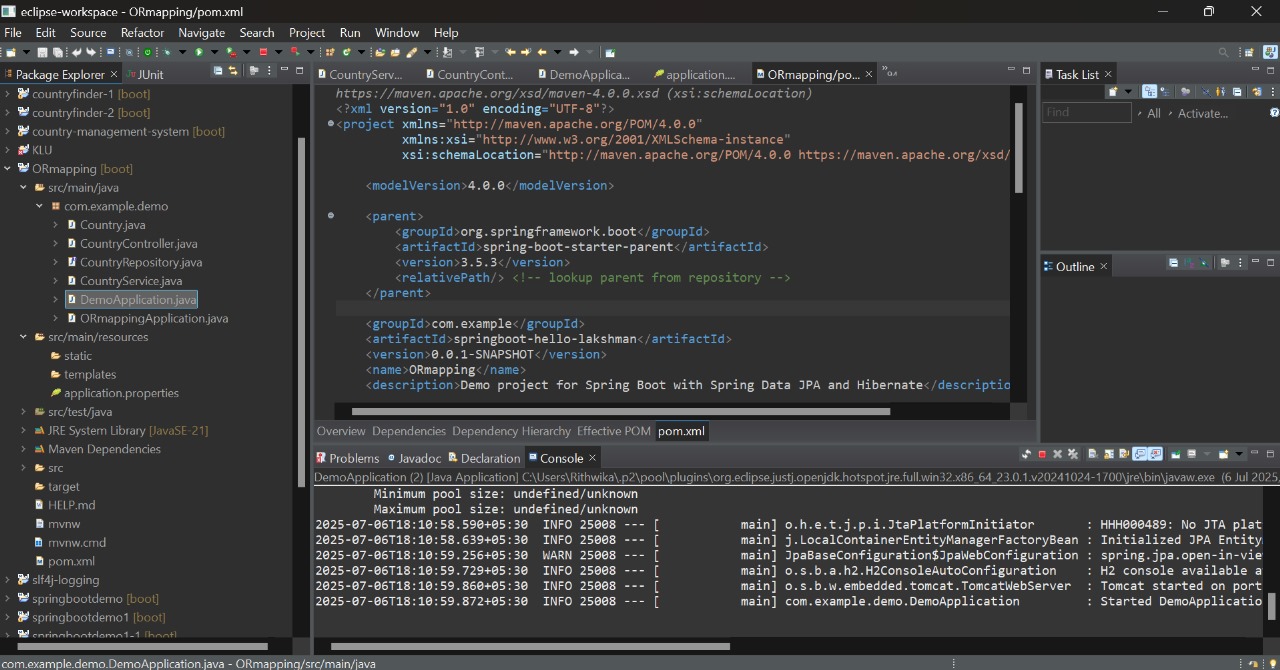 eclipse-workspace - ORmapping/pom.xml
File Edit Source Refactor Navigate Search Project Run Window Help
Package Explorer
JUnit
countryfinder-1 [boot]
countryfinder-2 [boot]
country-management-system [boot]
KLU
ORmapping [boot]
src/main/java
com.example.demo
Country.java
CountryController.java
CountryRepository.java
CountryService.java
DemoApplication.java
ORmappingApplication.java
src/main/resources
static
templates
application.properties
src/test/java
JRE System Library [JavaSE-21]
Maven Dependencies
src
target
HELP.md
mvnw
mvnw.cmd
pom.xml
slf4j-logging
springbootdemo [boot]
springbootdemo1 [boot]
springbootdemo1-1 [boot]
CountryServ... CountryCont... DemoApplica... application.... ORmapping/po...
https://maven.apache.org/xsd/maven-4.0.0.xsd (xsi:schemaLocation)
<?xml version="1.0" encoding="UTF-8"?>
<project xmlns="http://maven.apache.org/POM/4.0.0"
xmlns:xsi="http://www.w3.org/2001/XMLSchema-instance"
xsi:schemaLocation="http://maven.apache.org/POM/4.0.0 https://maven.apache.org/xsd/
<modelVersion>4.0.0</modelVersion>
<parent>
<groupId>org.springframework.boot</groupId>
<artifactId>spring-boot-starter-parent</artifactId>
<version>3.5.3</version>
<relativePath/> <!-- lookup parent from repository -->
</parent>
<groupId>com.example</groupId>
<artifactId>springboot-hello-lakshman</artifactId>
<version>0.0.1-SNAPSHOT</version>
<name>ORmapping</name>
<description>Demo project for Spring Boot with Spring Data JPA and Hibernate</descriptio
Overview Dependencies Dependency Hierarchy Effective POM pom.xml
Task List
Find
All
Activate...
Outline
Problems Javadoc Declaration Console
DemoApplication (2) [Java Application] C:\Users\Rithwika\.p2\pool\plugins\org.eclipse.justj.openjdk.hotspot.jre.full.win32.x86_64_23.0.1.v20241024-1700\jre\bin\javaw.exe (6 Jul 2025,
Minimum pool size: undefined/unknown
Maximum pool size: undefined/unknown
2025-07-06T18:10:58.590+05:30 INFO 25008 --- [ main] o.h.e.t.j.p.i.JtaPlatformInitiator : HHH000489: No JTA plat
2025-07-06T18:10:58.639+05:30 INFO 25008 --- [ main] j.LocalContainerEntityManagerFactoryBean : Initialized JPA Entity
2025-07-06T18:10:59.256+05:30 WARN 25008 --- [ main] JpaBaseConfiguration$JpaWebConfiguration : spring.jpa.open-in-vie
2025-07-06T18:10:59.729+05:30 INFO 25008 --- [ main] o.s.b.a.h2.H2ConsoleAutoConfiguration : H2 console available a
2025-07-06T18:10:59.860+05:30 INFO 25008 --- [ main] o.s.b.w.embedded.tomcat.TomcatWebServer : Tomcat started on port
2025-07-06T18:10:59.872+05:30 INFO 25008 --- [ main] com.example.demo.DemoApplication : Started DemoApplicatio
com.example.demo.DemoApplication.java - ORmapping/src/main/java